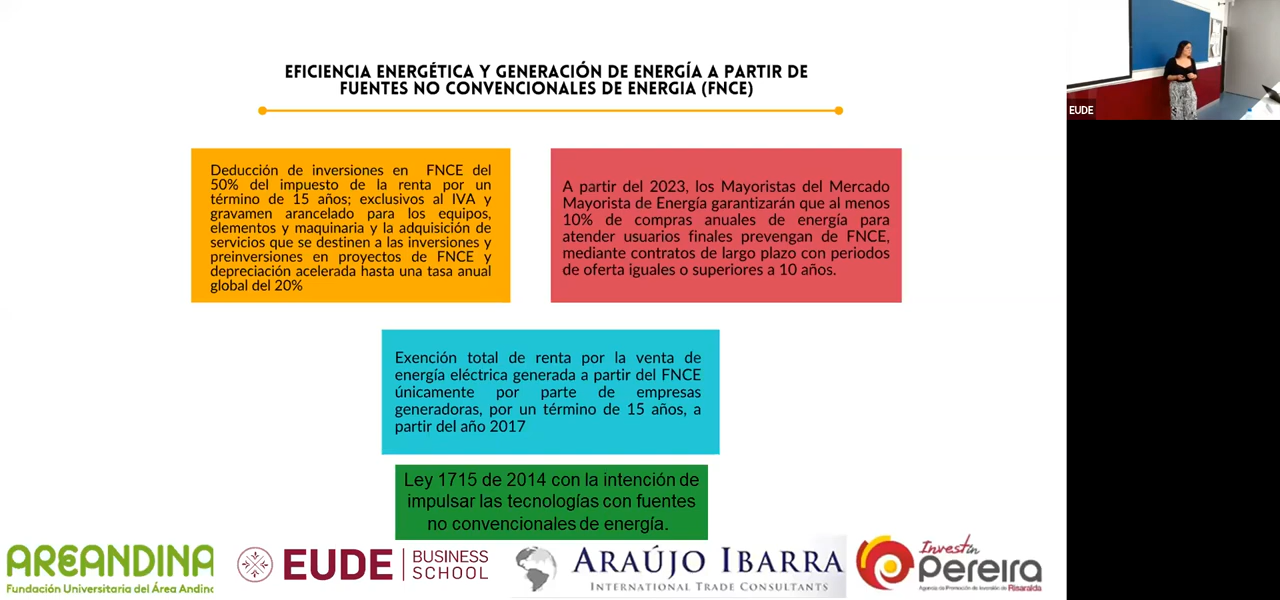 EFICIENCIA ENERGÉTICA Y GENERACIÓN DE ENERGÍA A PARTIR DE
FUENTES NO CONVENCIONALES DE ENERGIA (FNCE)
Deducción de inversiones en FNCE del
50% del impuesto de la renta por un
término de 15 años; exclusivos al IVA y
gravamen arancelado para los equipos,
elementos y maquinaria y la adquisición de
servicios que se destinen a las inversiones y
preinversiones en proyectos de FNCE y
depreciación acelerada hasta una tasa anual
global del 20%
A partir del 2023, los Mayoristas del Mercado
Mayorista de Energía garantizarán que al menos
10% de compras anuales de energía para
atender usuarios finales prevengan de FNCE,
mediante contratos de largo plazo con periodos
de oferta iguales o superiores a 10 años.
Exención total de renta por la venta de
energía eléctrica generada a partir del FNCE
únicamente por parte de empresas
generadoras, por un término de 15 años, a
partir del año 2017
Ley 1715 de 2014 con la intención de
impulsar las tecnologías con fuentes
no convencionales de energía.
AREANDINA
Fundación Universitaria del Área Andina
EUDE
BUSINESS
SCHOOL
ARAÚJO IBARRA
INTERNATIONAL TRADE CONSULTANTS
Invest in
pereira
Agencia de Promoción de Inversión de Risaralda
EUDE